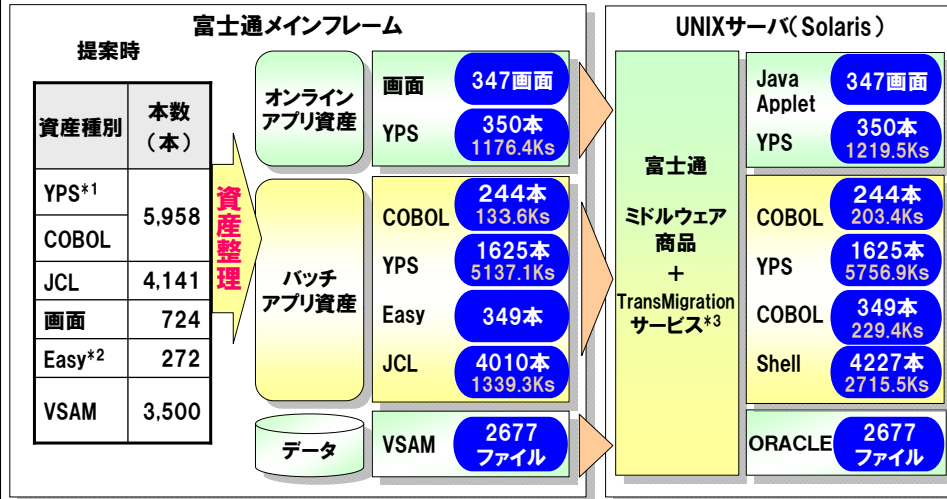 富士通メインフレーム
提案時
資産種別 本数(本)
YPS*1 5,958
COBOL
JCL 4,141
画面 724
Easy*2 272
VSAM 3,500
資産整理
オンライン
アプリ資産
画面 347画面
YPS 350本
1176.4Ks
バッチ
アプリ資産
COBOL 244本
133.6Ks
YPS 1625本
5137.1Ks
Easy 349本
JCL 4010本
1339.3Ks
データ
VSAM 2677
ファイル
UNIXサーバ(Solaris)
富士通
ミドルウェア
商品
+
TransMigration
サービス*3
Java
Applet 347画面
YPS 350本
1219.5Ks
COBOL 244本
203.4Ks
YPS 1625本
5756.9Ks
COBOL 349本
229.4Ks
Shell 4227本
2715.5Ks
ORACLE 2677
ファイル